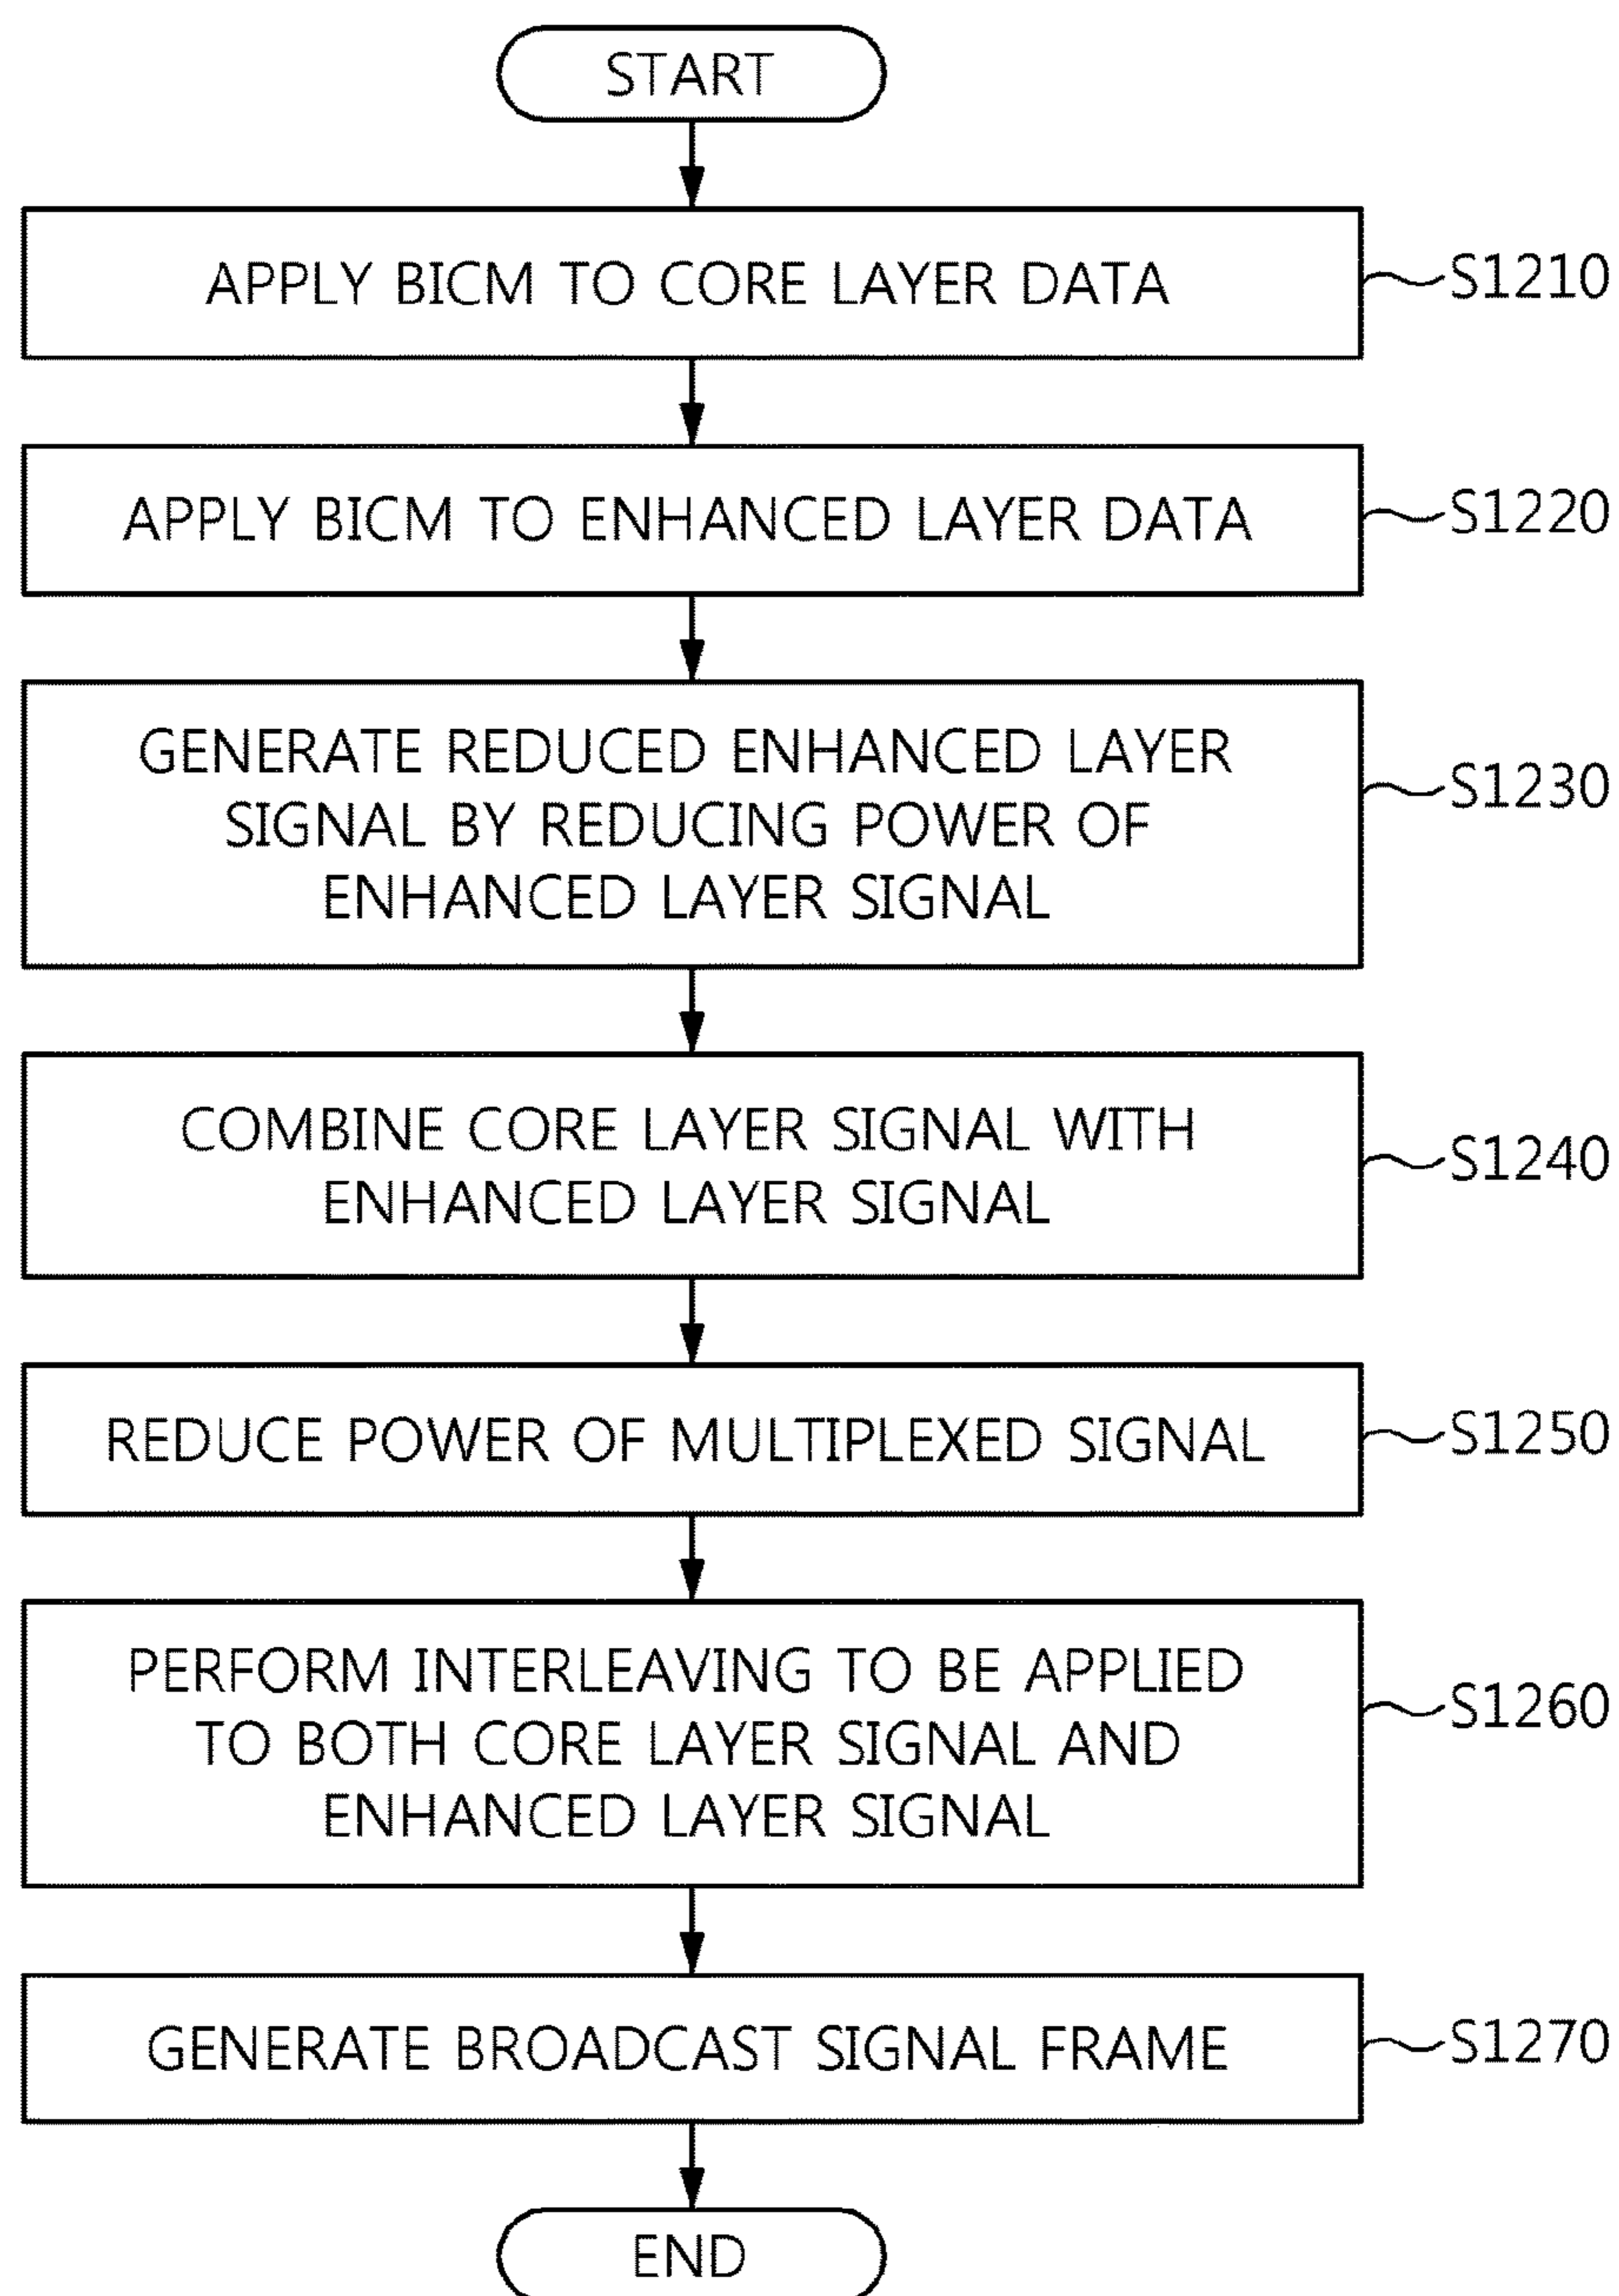 START
APPLY BICM TO CORE LAYER DATA
S1210
APPLY BICM TO ENHANCED LAYER DATA
S1220
GENERATE REDUCED ENHANCED LAYER
SIGNAL BY REDUCING POWER OF
ENHANCED LAYER SIGNAL
S1230
COMBINE CORE LAYER SIGNAL WITH
ENHANCED LAYER SIGNAL
S1240
REDUCE POWER OF MULTIPLEXED SIGNAL
S1250
PERFORM INTERLEAVING TO BE APPLIED
TO BOTH CORE LAYER SIGNAL AND
ENHANCED LAYER SIGNAL
S1260
GENERATE BROADCAST SIGNAL FRAME
S1270
END